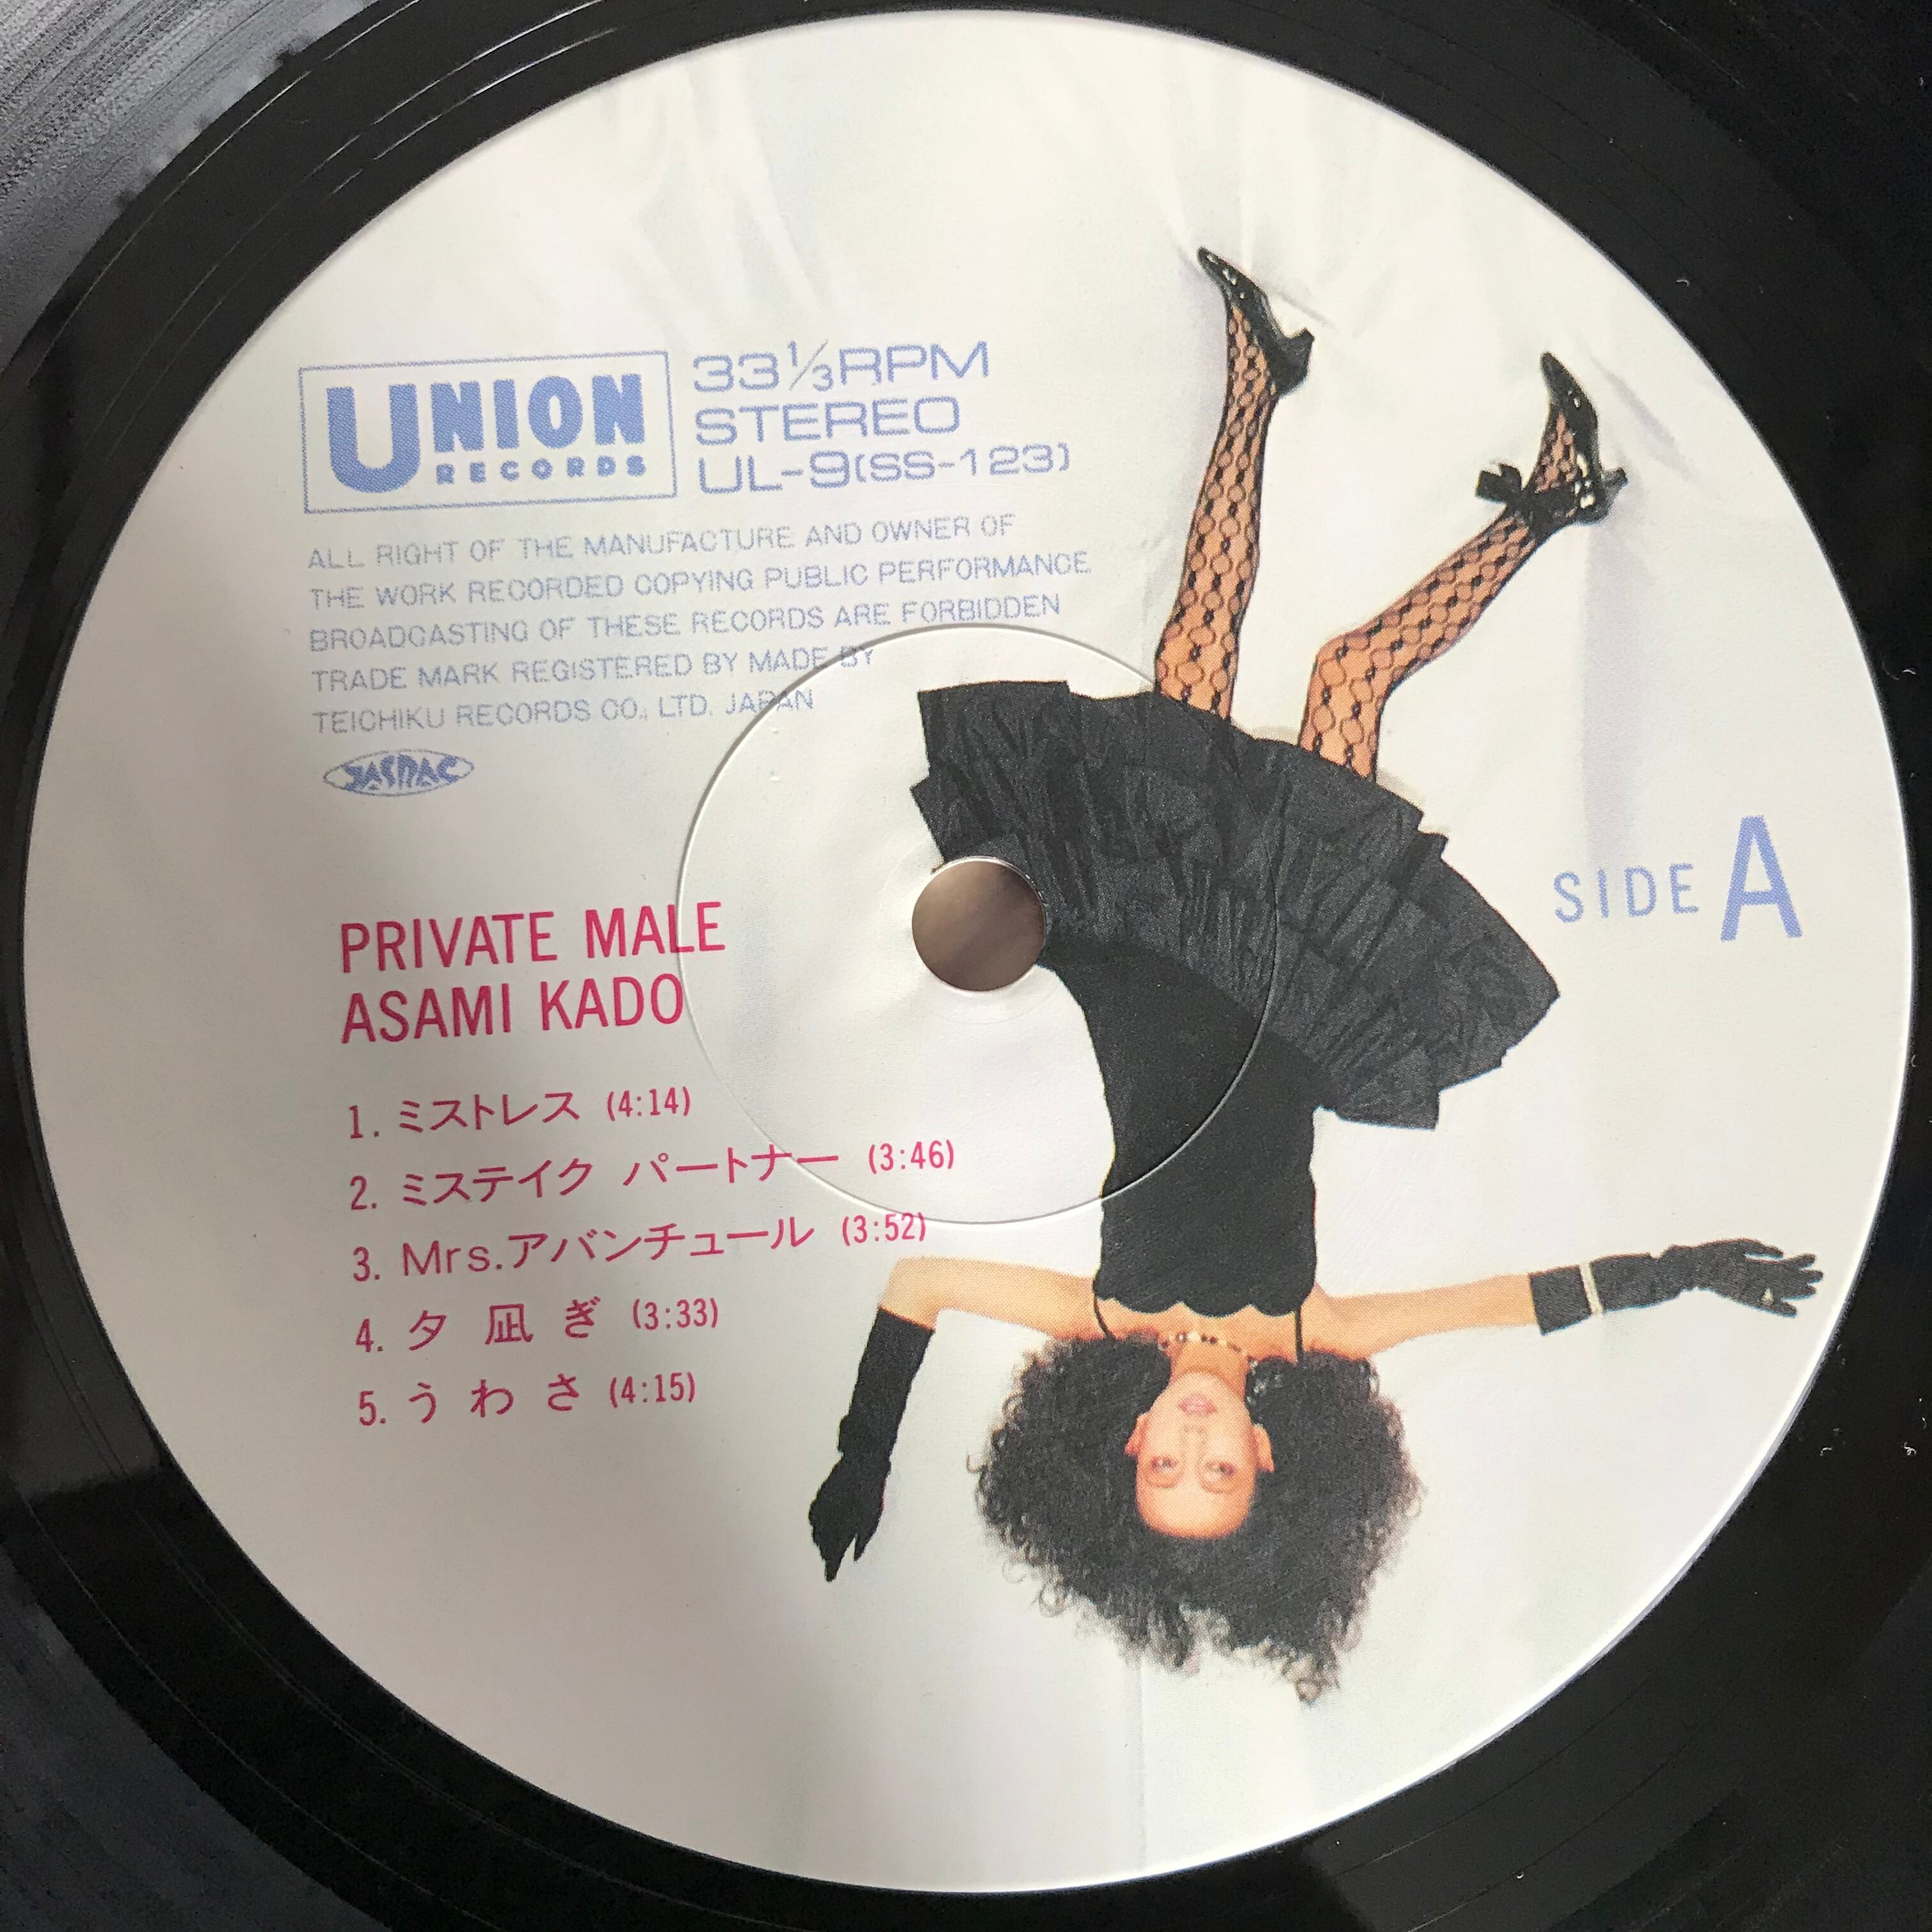 UNION
RECORDS
33 1/3 RPM
STEREO
UL-9(SS-123)
ALL RIGHT OF THE MANUFACTURE AND OWNER OF
THE WORK RECORDED COPYING PUBLIC PERFORMANCE
BROADCASTING OF THESE RECORDS ARE FORBIDDEN
TRADE MARK REGISTERED BY MADE BY
TEICHIKU RECORDS CO., LTD. JAPAN
JASRAC
SIDE A
PRIVATE MALE
ASAMI KADO
1. ミストレス (4:14)
2. ミステイク パートナー (3:46)
3. Mrs.アバンチュール (3:52)
4. 夕凪ぎ (3:33)
5. うわさ (4:15)